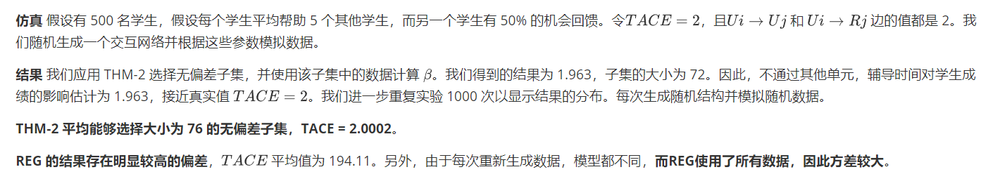 仿真 假设有 500 名学生，假设每个学生平均帮助 5 个其他学生，而另一个学生有 50% 的机会回馈。令TACE = 2，且Ui → Uj 和 Ui → Rj 边的值都是 2。我
们随机生成一个交互网络并根据这些参数模拟数据。
结果 我们应用 THM-2 选择无偏差子集，并使用该子集中的数据计算 β。我们得到的结果为 1.963，子集的大小为 72。因此，不通过其他单元，辅导时间对学生成
绩的影响估计为 1.963，接近真实值 TACE = 2。我们进一步重复实验 1000 次以显示结果的分布。每次生成随机结构并模拟随机数据。
THM-2 平均能够选择大小为 76 的无偏差子集，TACE = 2.0002。
REG 的结果存在明显较高的偏差，TACE 平均值为 194.11。另外，由于每次重新生成数据，模型都不同，而REG使用了所有数据，因此方差较大。